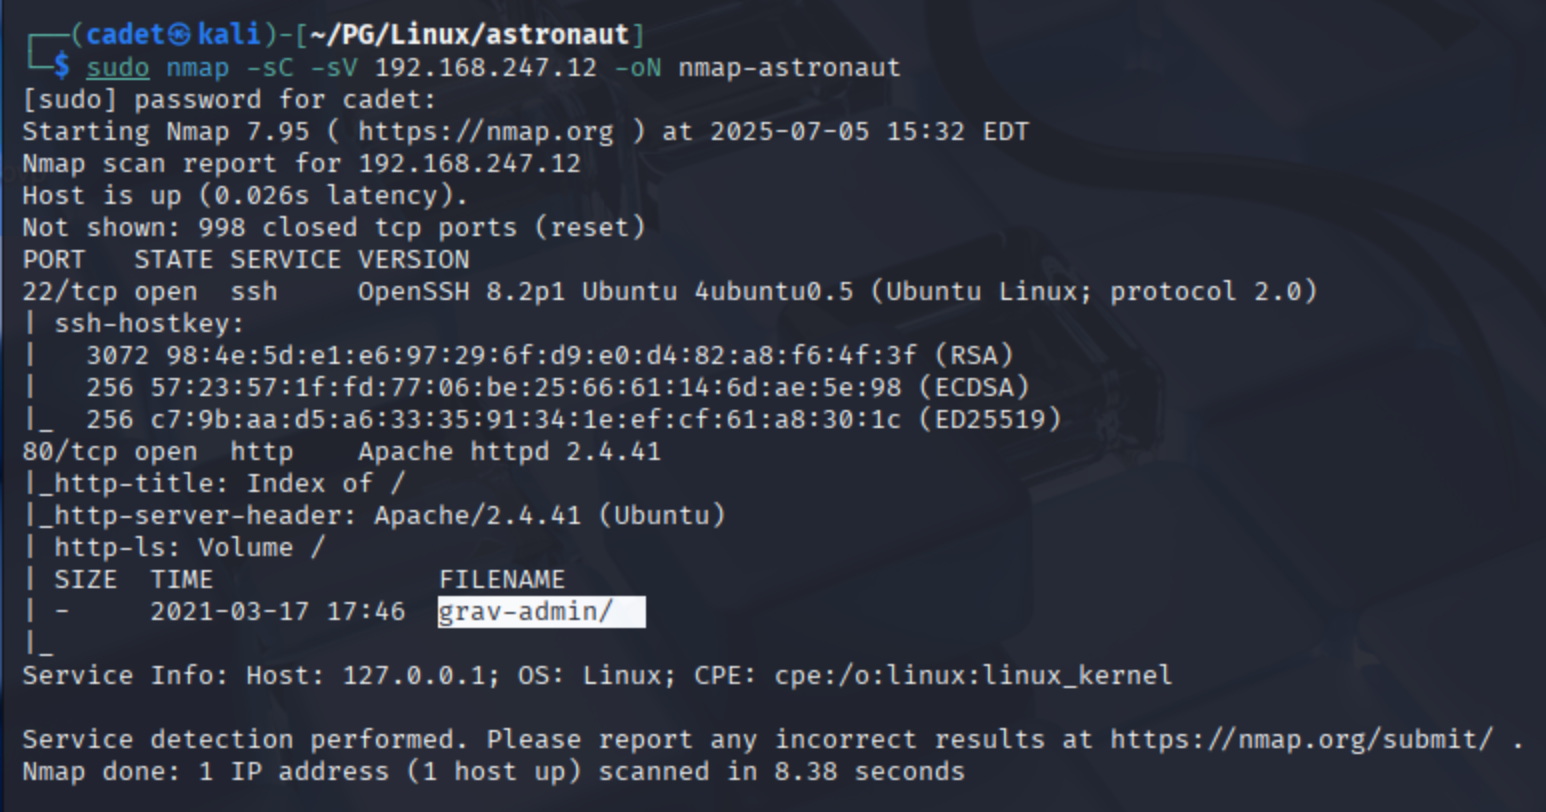 ┌──(cadet㉿kali)-[~/PG/Linux/astronaut]
└─$ sudo nmap -sC -sV 192.168.247.12 -oN nmap-astronaut
[sudo] password for cadet:
Starting Nmap 7.95 ( https://nmap.org ) at 2025-07-05 15:32 EDT
Nmap scan report for 192.168.247.12
Host is up (0.026s latency).
Not shown: 998 closed tcp ports (reset)
PORT   STATE SERVICE VERSION
22/tcp open  ssh     OpenSSH 8.2p1 Ubuntu 4ubuntu0.5 (Ubuntu Linux; protocol 2.0)
| ssh-hostkey:
|   3072 98:4e:5d:e1:e6:97:29:6f:d9:e0:d4:82:a8:f6:4f:3f (RSA)
|   256 57:23:57:1f:fd:77:06:be:25:66:61:14:6d:ae:5e:98 (ECDSA)
|_  256 c7:9b:aa:d5:a6:33:35:91:34:1e:ef:cf:61:a8:30:1c (ED25519)
80/tcp open  http    Apache httpd 2.4.41
|_http-title: Index of /
|_http-server-header: Apache/2.4.41 (Ubuntu)
| http-ls: Volume /
| SIZE  TIME              FILENAME
| -     2021-03-17 17:46  grav-admin/
|_
Service Info: Host: 127.0.0.1; OS: Linux; CPE: cpe:/o:linux:linux_kernel

Service detection performed. Please report any incorrect results at https://nmap.org/submit/ .
Nmap done: 1 IP address (1 host up) scanned in 8.38 seconds